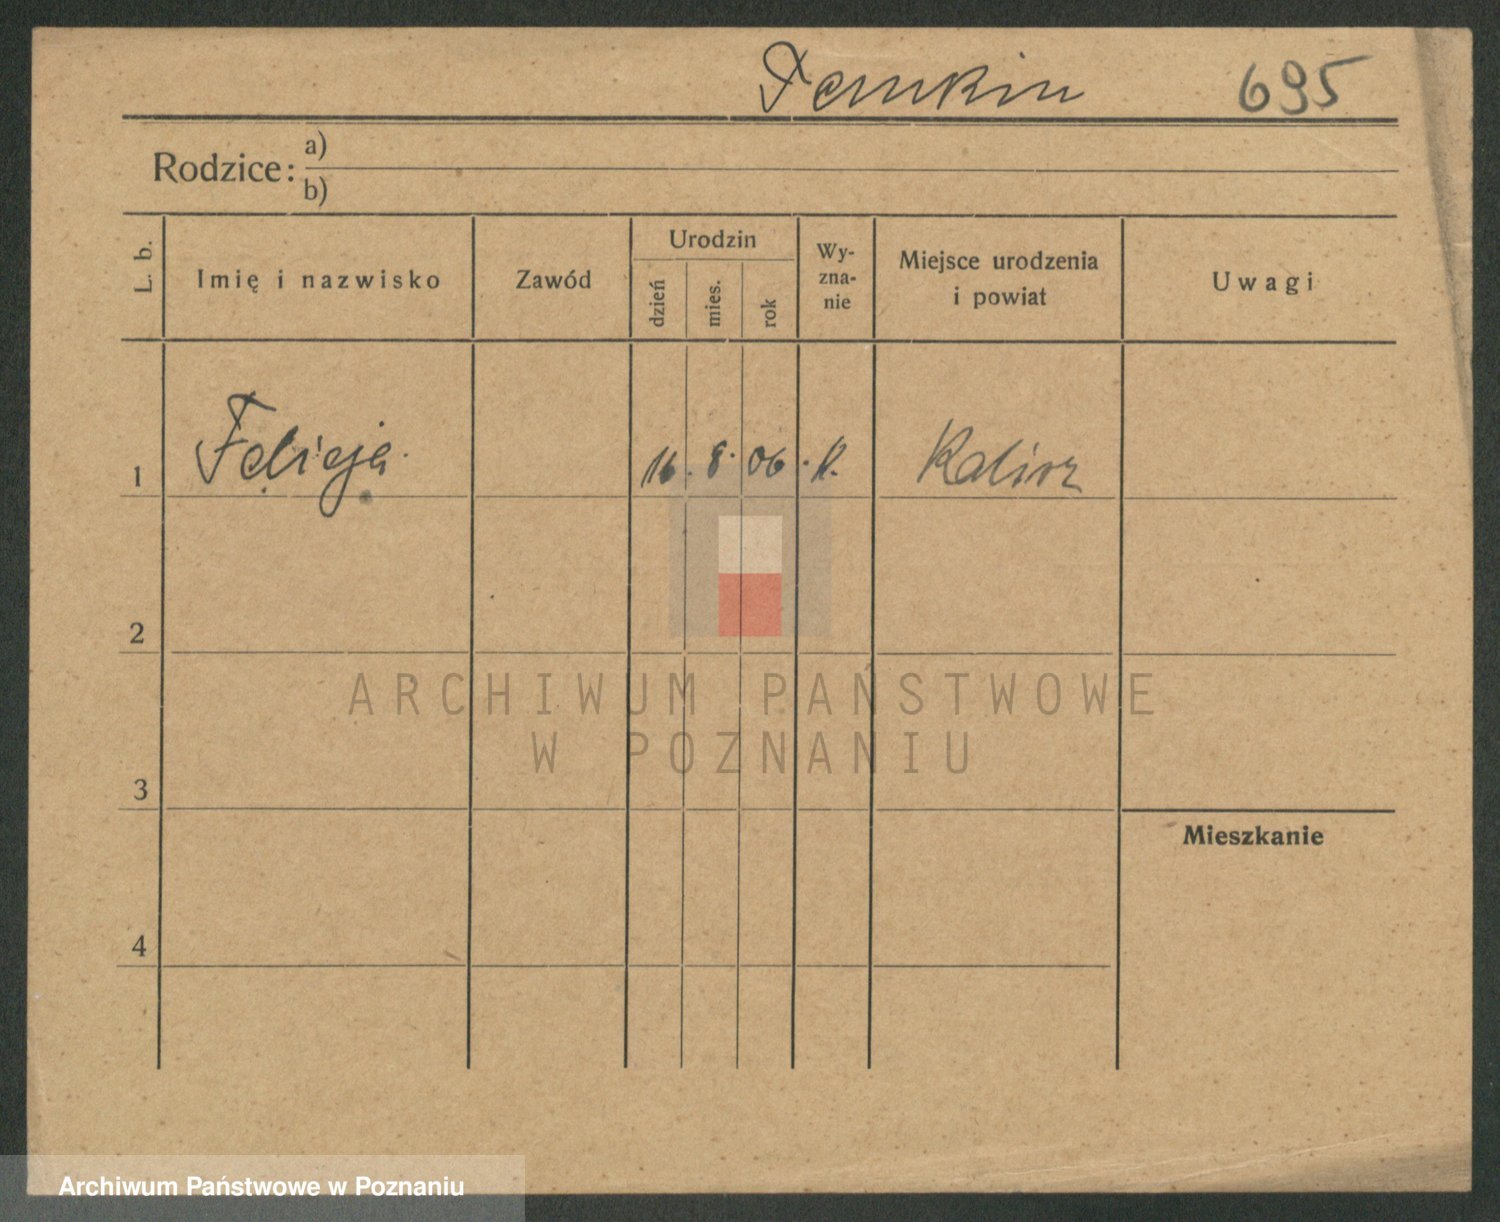 Temkin 695
Rodzice: a)
b)
L. b. Imię i nazwisko Zawód Urodzin dzień mies. rok Wy-zna-nie Miejsce urodzenia i powiat Uwagi
1 Felicja 16. 8. 06. Kalisz
2
3
Mieszkanie
4
ARCHIWUM PAŃSTWOWE
W POZNANIU
Archiwum Państwowe w Poznaniu